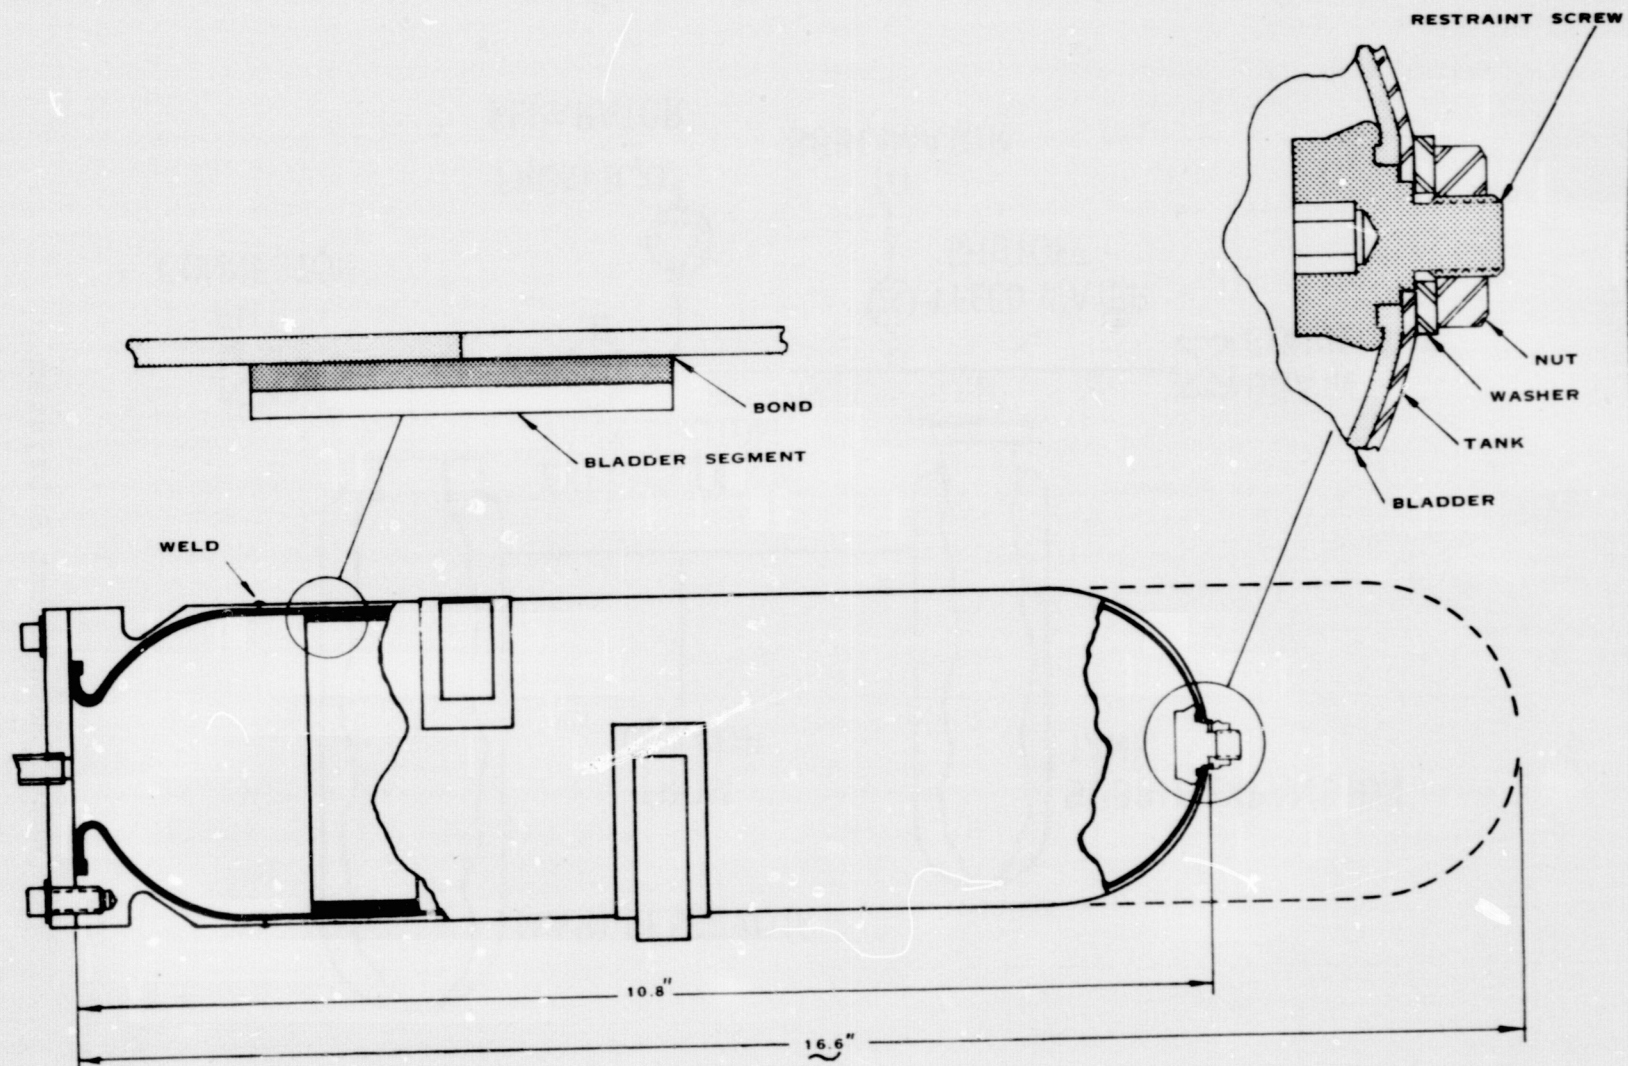 RESTRAINT SCREW
NUT
WASHER
BOND
TANK
BLADDER SEGMENT
BLADDER
WELD
10.8"
16.6"